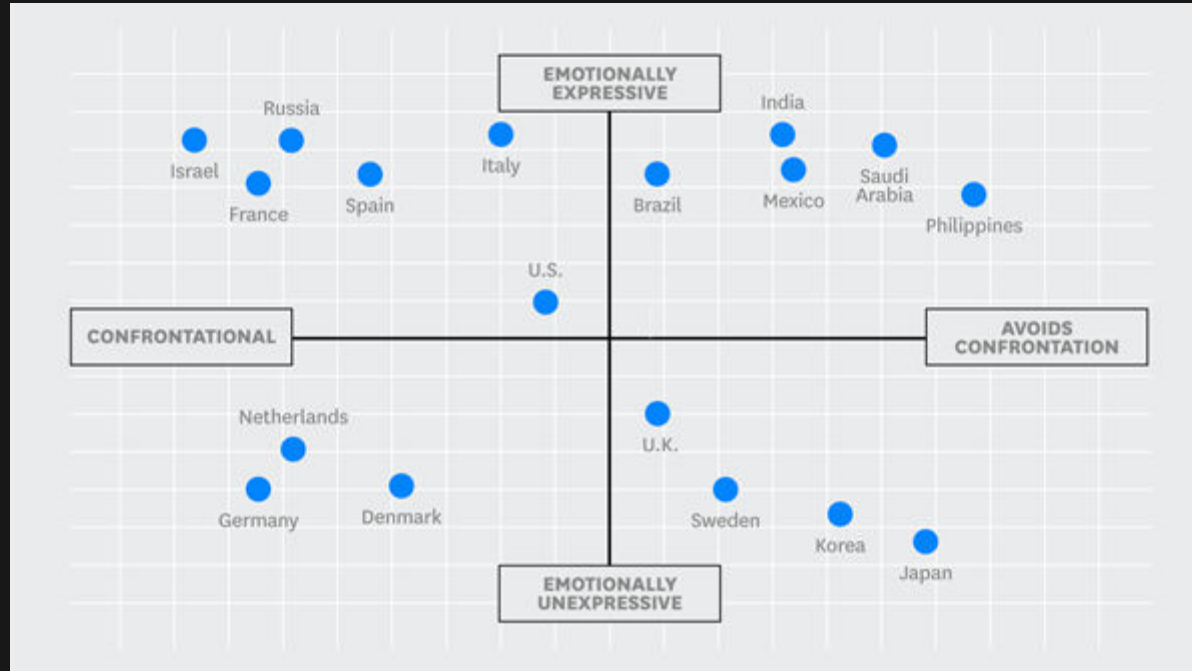 EMOTIONALLY
EXPRESSIVE
Russia
India
Israel
Italy
France
Spain
Brazil
Mexico
Saudi
Arabia
Philippines
U.S.
CONFRONTATIONAL
AVOIDS
CONFRONTATION
Netherlands
U.K.
Germany
Denmark
Sweden
Korea
Japan
EMOTIONALLY
UNEXPRESSIVE